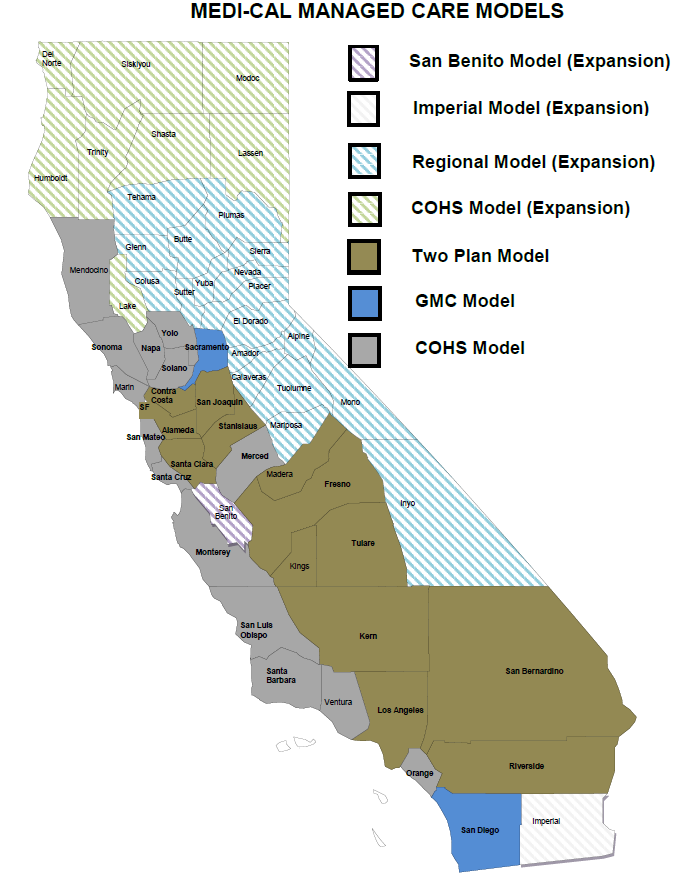 MEDI-CAL MANAGED CARE MODELS
San Benito Model (Expansion)
Imperial Model (Expansion)
Regional Model (Expansion)
COHS Model (Expansion)
Two Plan Model
GMC Model
COHS Model
Del
Norte
Siskiyou
Modoc
Shasta
Trinity
Lassen
Humboldt
Tehama
Plumas
Butte
Glenn
Sierra
Mendocino
Nevada
Colusa
Yuba
Placer
Sutter
Lake
El Dorado
Yolo
Alpine
Sonoma
Napa
Sacramento
Amador
Solano
Calaveras
Marin
Tuolumne
Contra
Costa
San Joaquin
Mono
SF
Stanislaus
Mariposa
Alameda
San Mateo
Merced
Santa Clara
Madera
Santa Cruz
Fresno
Inyo
San
Benito
Tulare
Monterey
Kings
San Luis
Obispo
Kern
Santa
Barbara
San Bernardino
Ventura
Los Angeles
Riverside
Orange
Imperial
San Diego